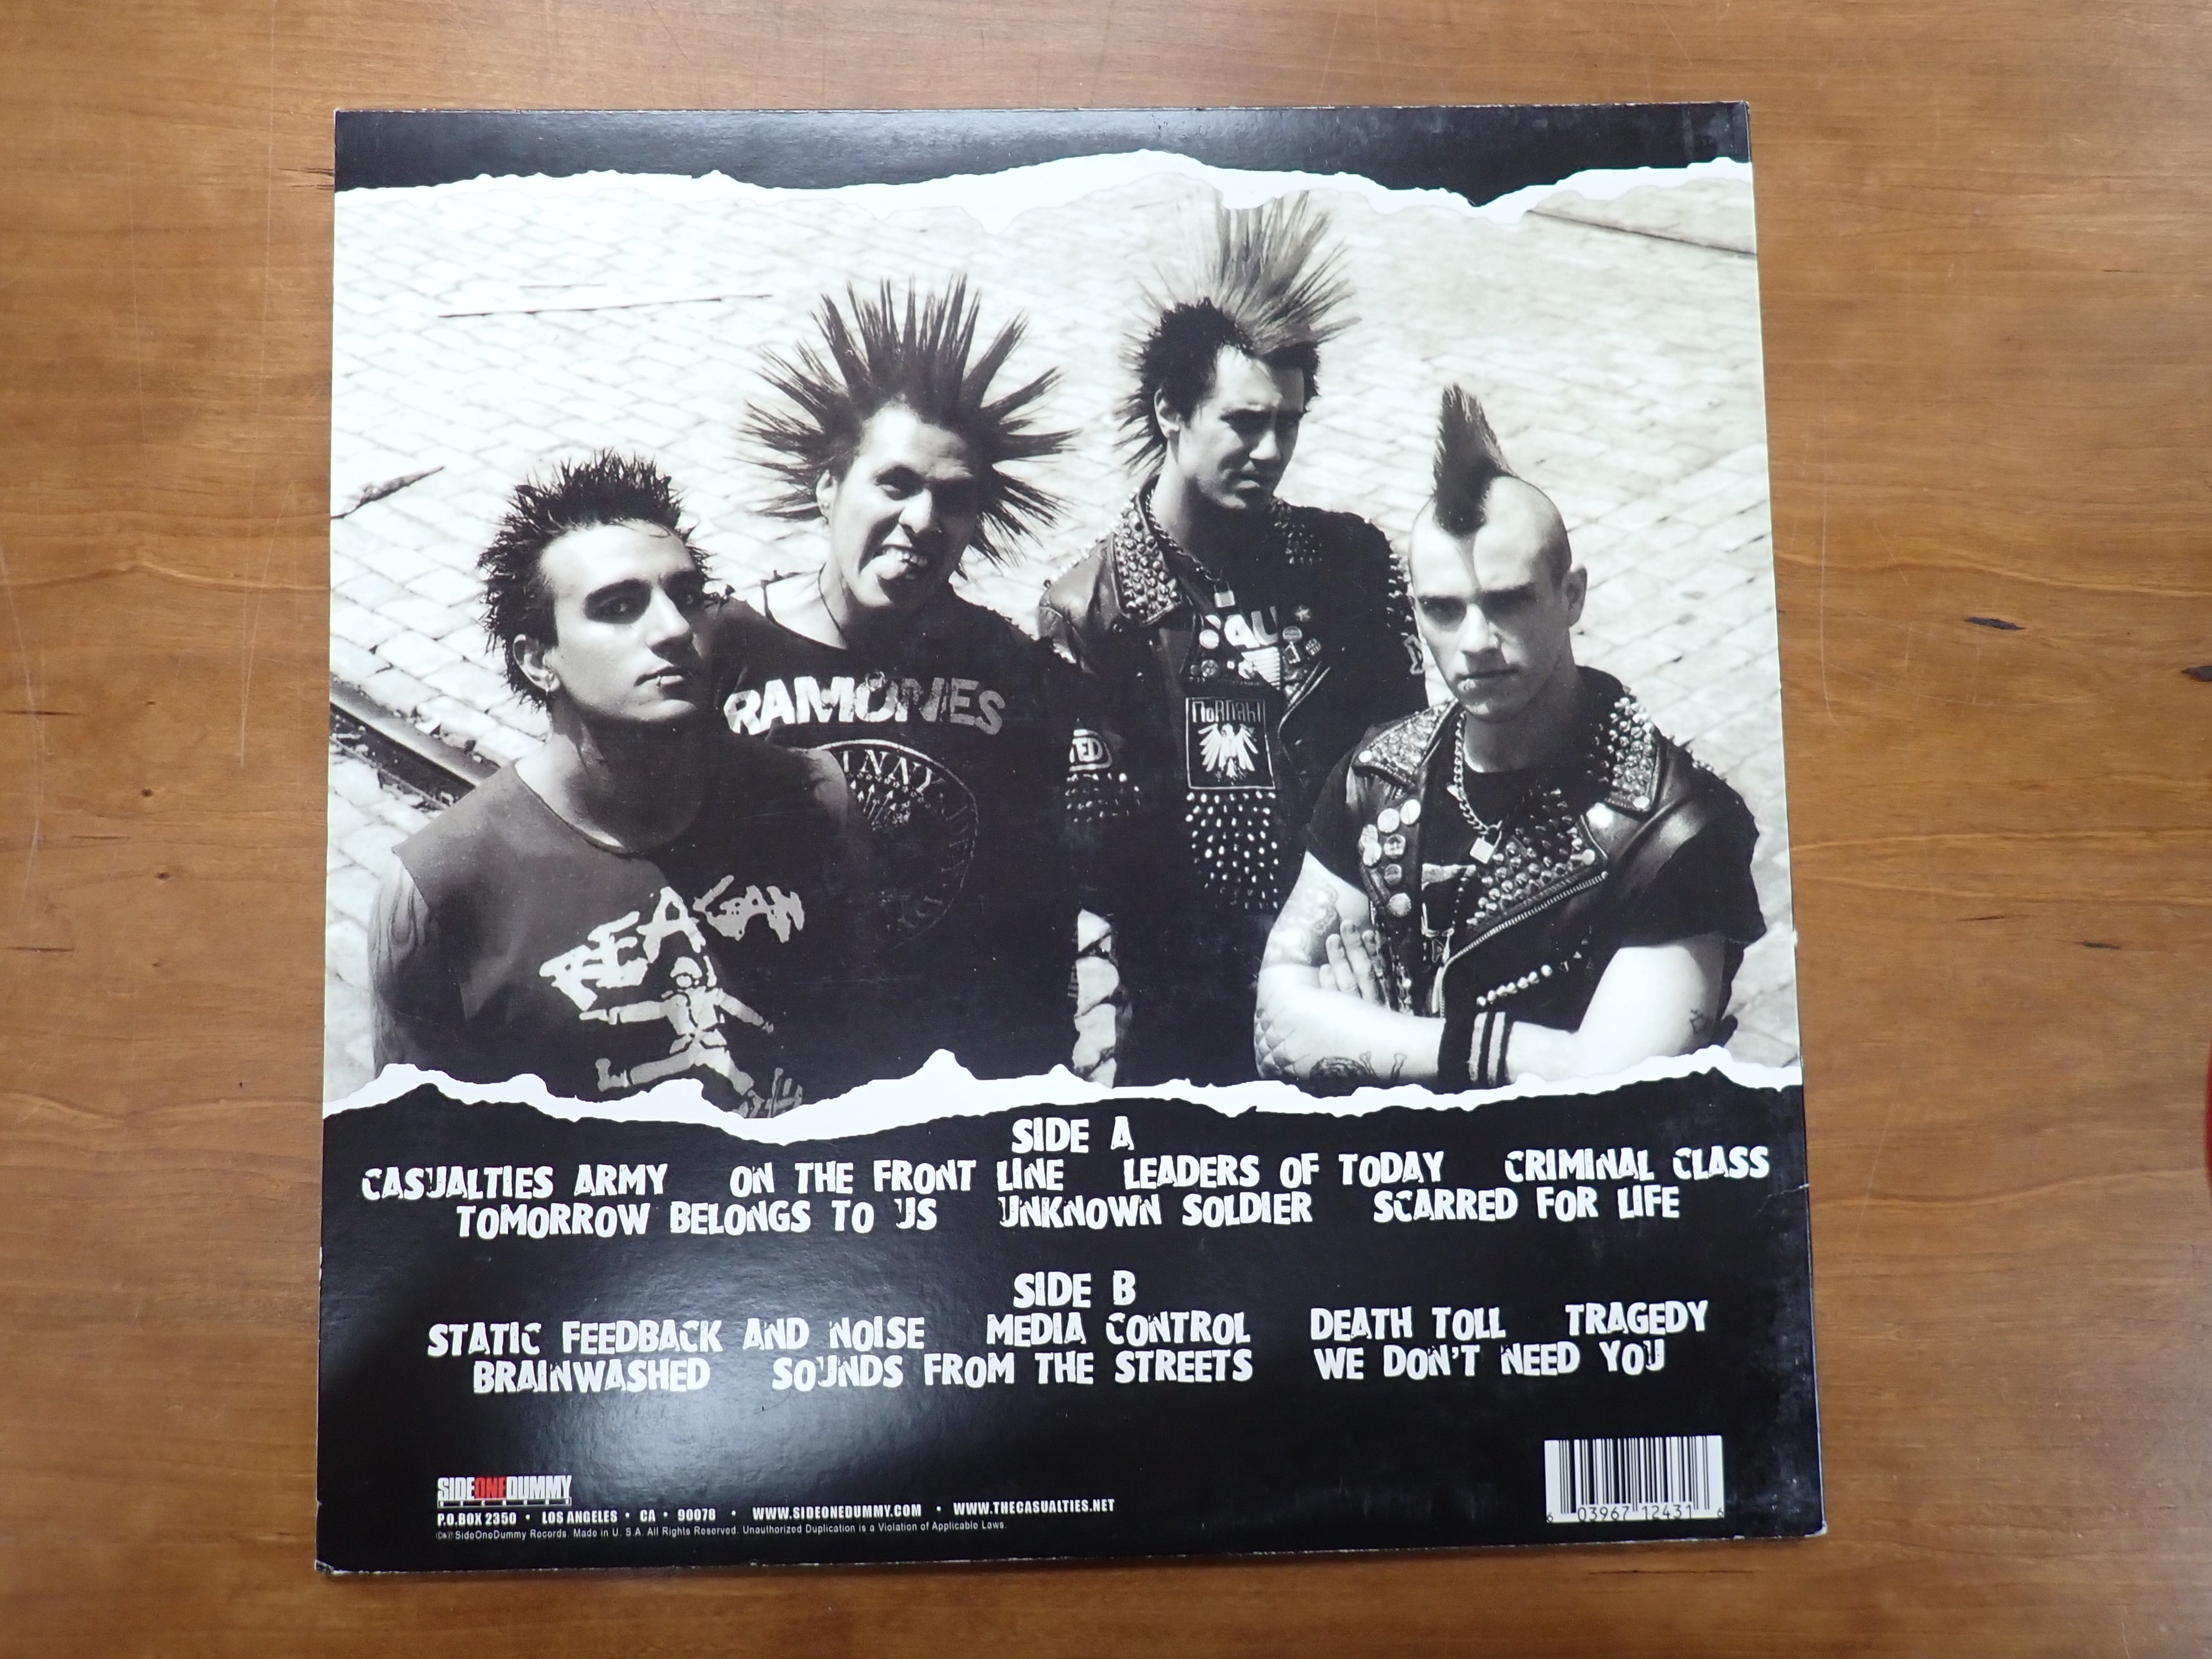 RAMONES
REAGAN
SIDE A
CASUALTIES ARMY ON THE FRONT LINE LEADERS OF TODAY CRIMINAL CLASS
TOMORROW BELONGS TO US UNKNOWN SOLDIER SCARRED FOR LIFE
SIDE B
STATIC FEEDBACK AND NOISE MEDIA CONTROL DEATH TOLL TRAGEDY
BRAINWASHED SOUNDS FROM THE STREETS WE DON'T NEED YOU
SIDEONEDUMMY
RECORDS
P.O.BOX 2350 • LOS ANGELES • CA • 90078 • WWW.SIDEONEDUMMY.COM • WWW.THECASUALTIES.NET
©℗ SideOneDummy Records. Made in U. S.A. All Rights Reserved. Unauthorized Duplication is a Violation of Applicable Laws.
6 03967 12431 6